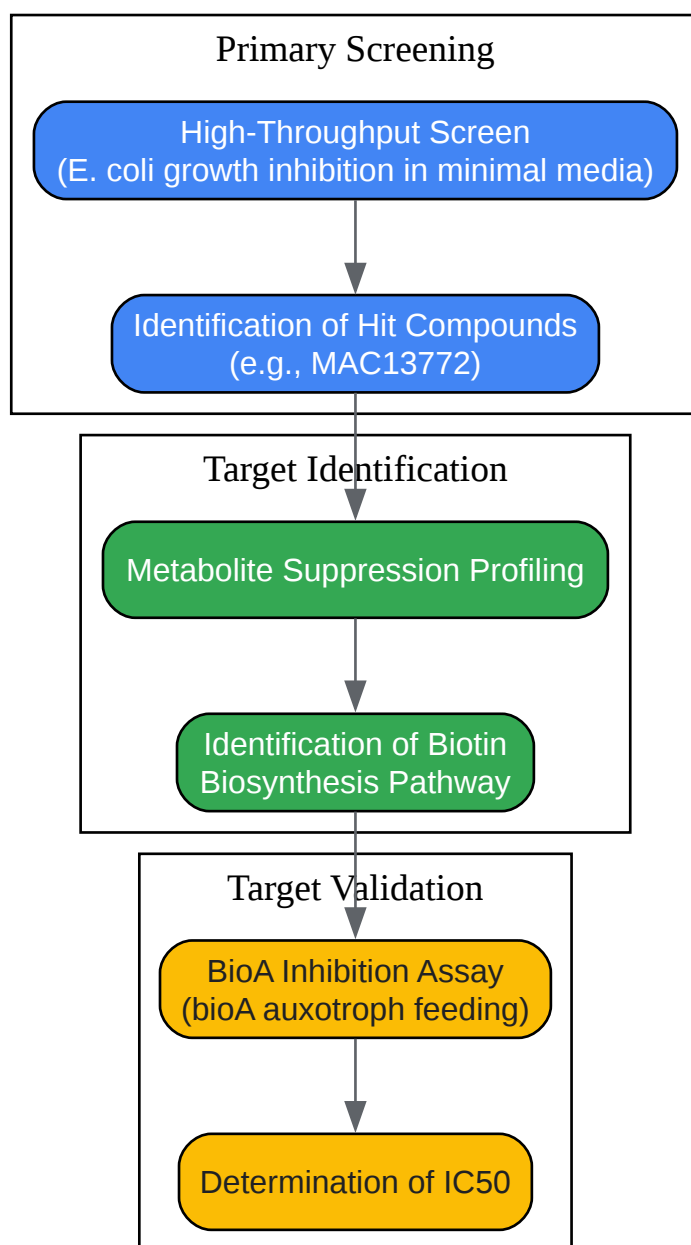 Primary Screening
High-Throughput Screen
(E. coli growth inhibition in minimal media)
Identification of Hit Compounds
(e.g., MAC13772)
Target Identification
Metabolite Suppression Profiling
Identification of Biotin
Biosynthesis Pathway
Target Validation
BioA Inhibition Assay
(bioA auxotroph feeding)
Determination of IC50